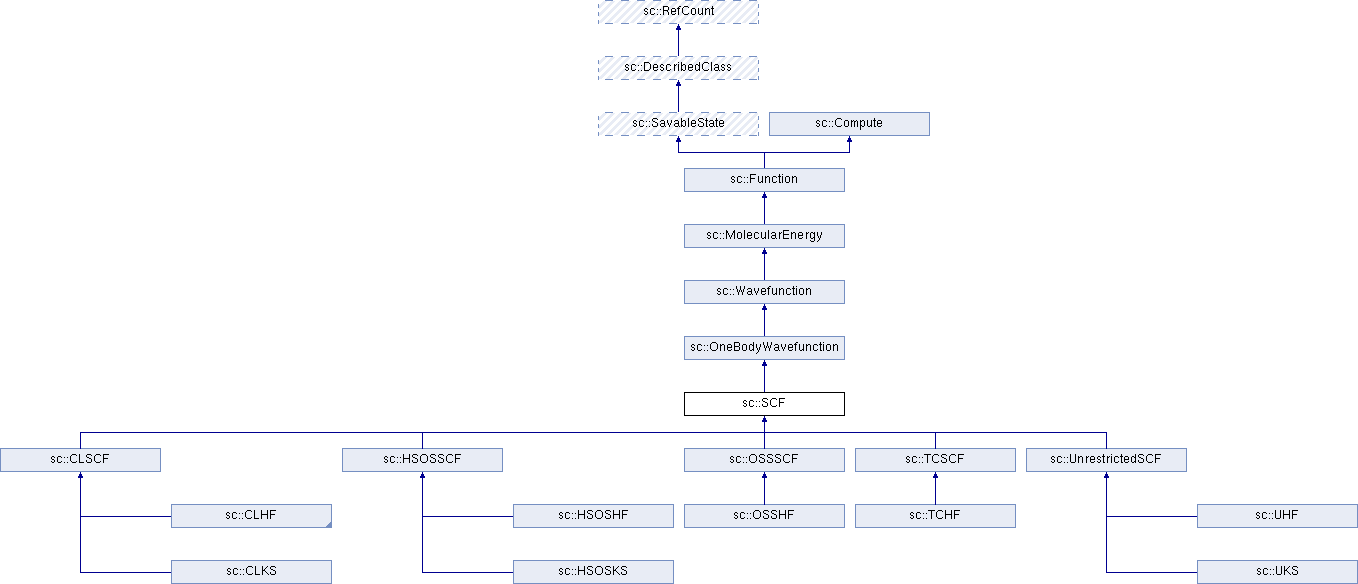 sc::RefCount
sc::DescribedClass
sc::SavableState
sc::Compute
sc::Function
sc::MolecularEnergy
sc::Wavefunction
sc::OneBodyWavefunction
sc::SCF
sc::CLSCF
sc::HSOSSCF
sc::OSSSCF
sc::TCSCF
sc::UnrestrictedSCF
sc::CLHF
sc::HSOSHF
sc::OSSHF
sc::TCHF
sc::UHF
sc::CLKS
sc::HSOSKS
sc::UKS